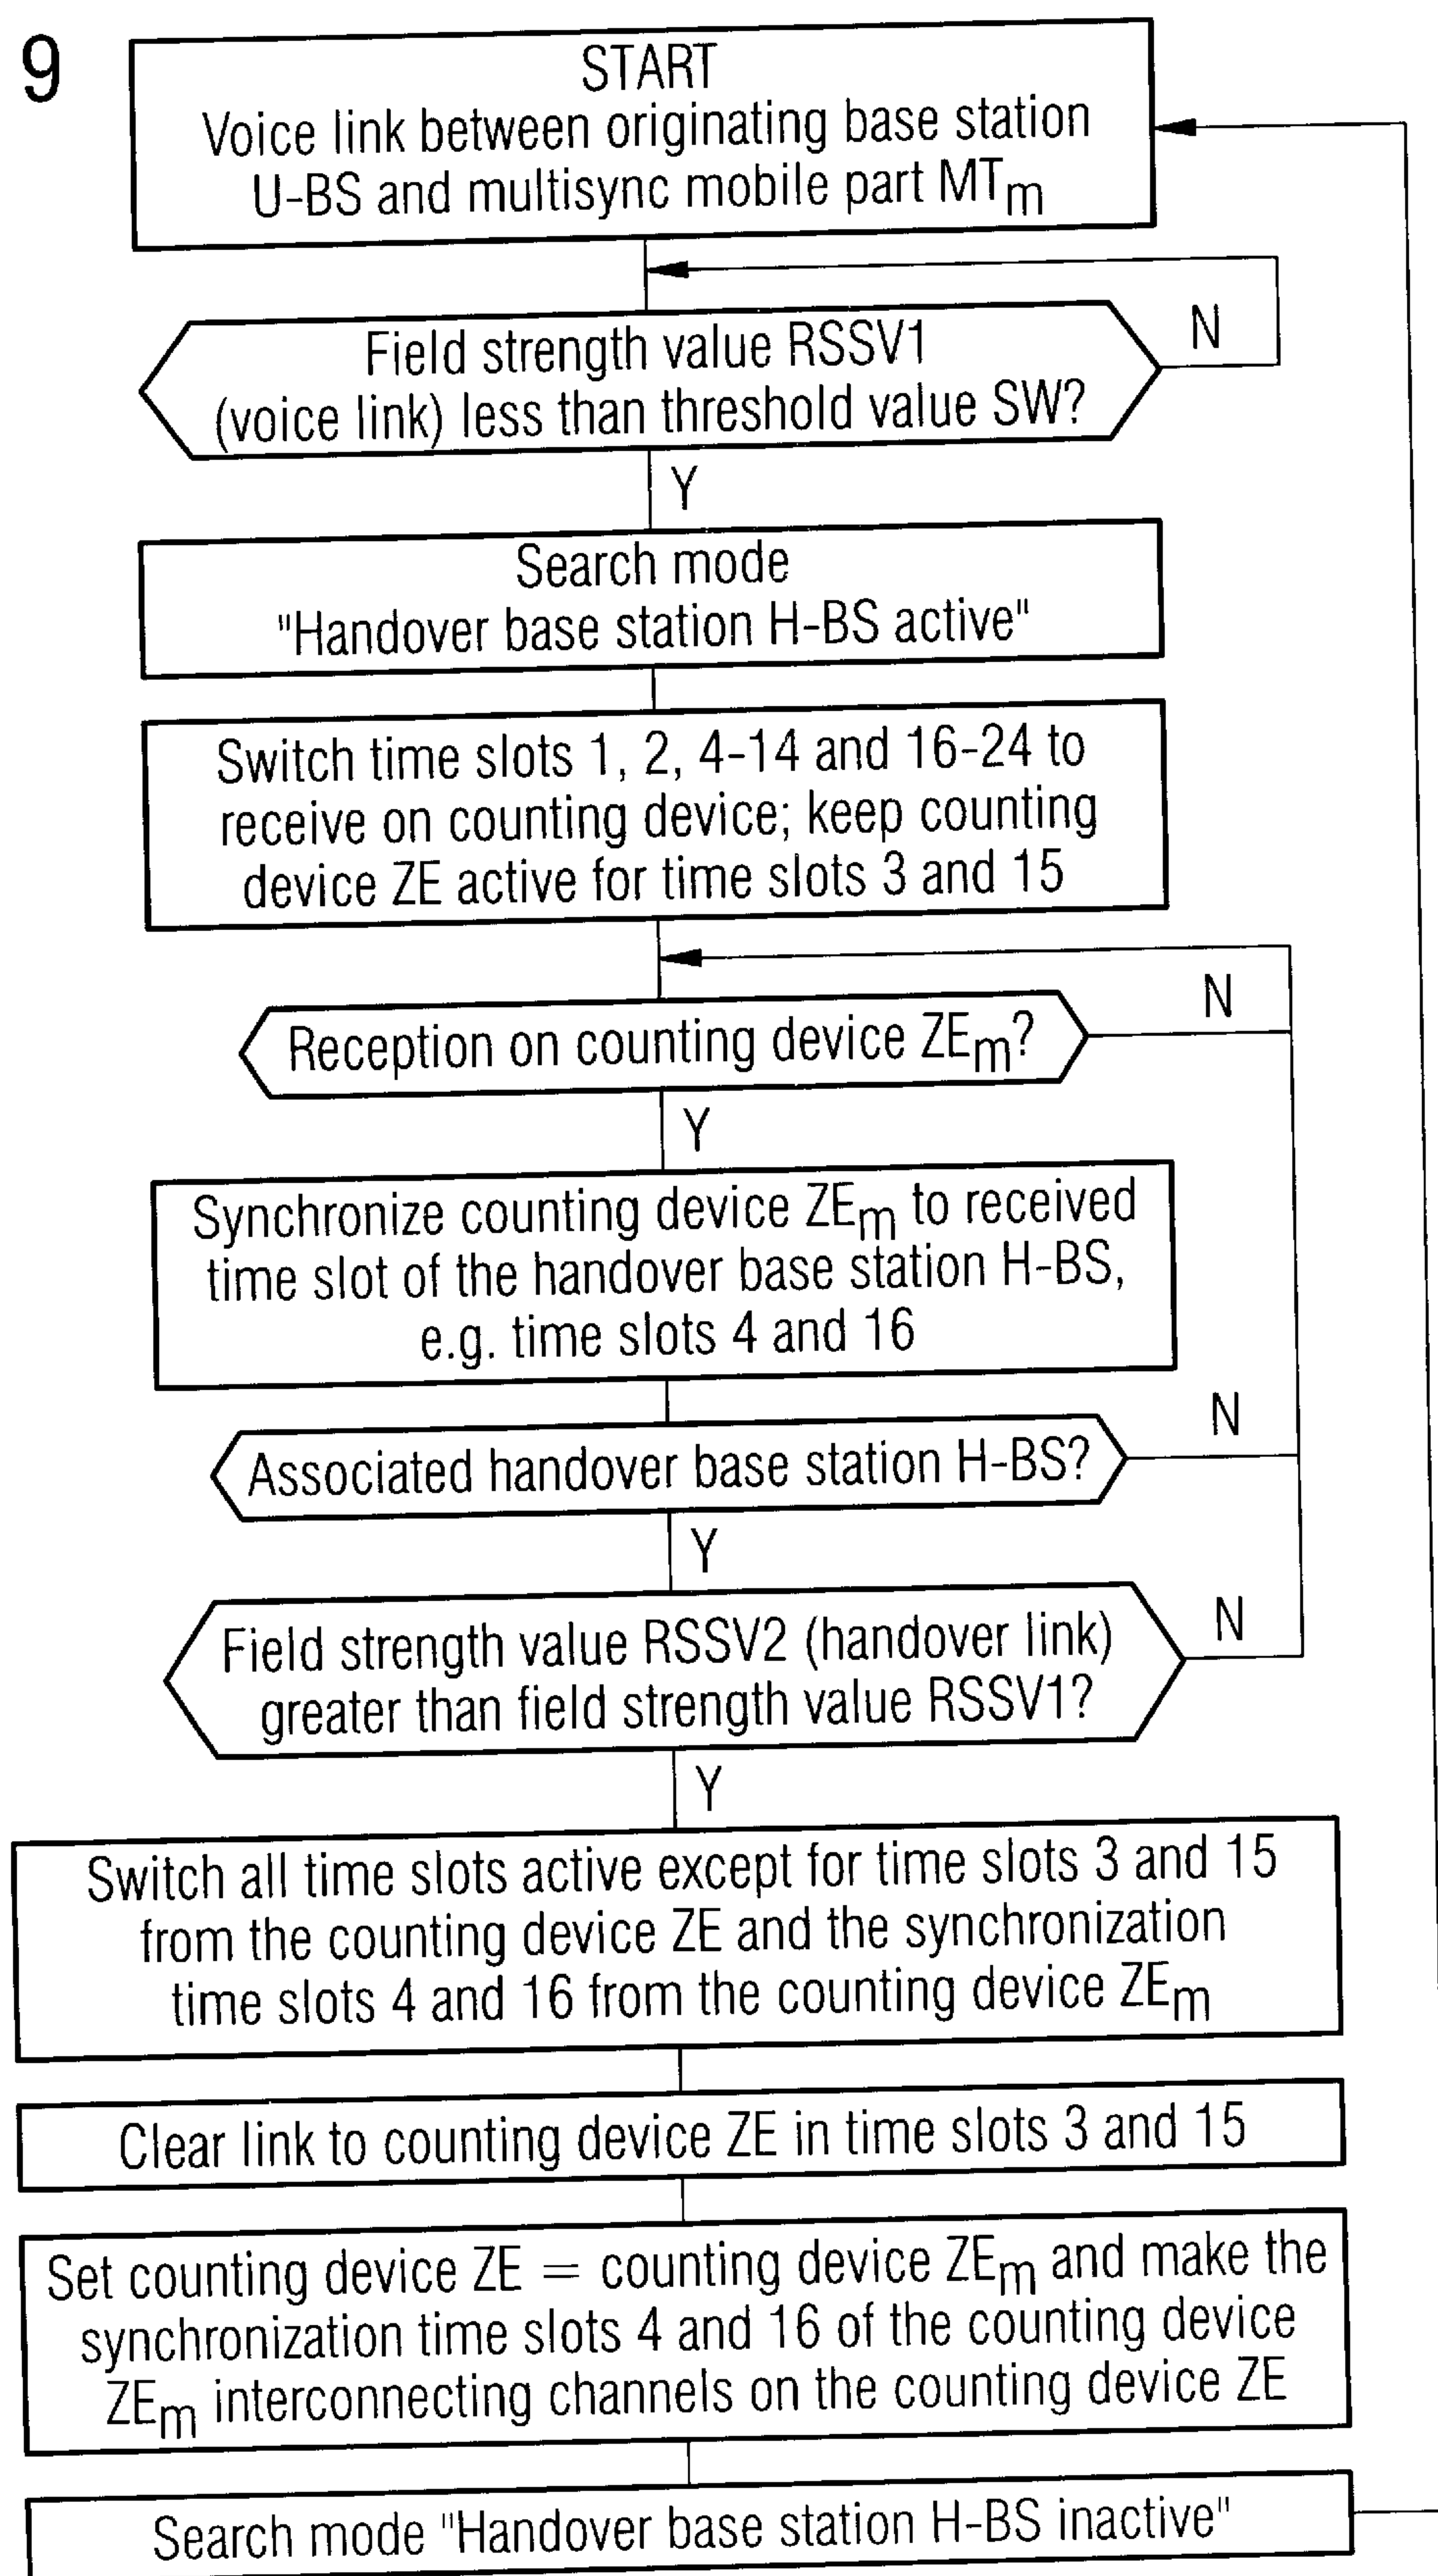 9
START
Voice link between originating base station
U-BS and multisync mobile part MTm
Field strength value RSSV1
(voice link) less than threshold value SW?
N
Y
Search mode
"Handover base station H-BS active"
Switch time slots 1, 2, 4-14 and 16-24 to
receive on counting device; keep counting
device ZE active for time slots 3 and 15
Reception on counting device ZEm?
N
Y
Synchronize counting device ZEm to received
time slot of the handover base station H-BS,
e.g. time slots 4 and 16
Associated handover base station H-BS?
N
Y
Field strength value RSSV2 (handover link)
greater than field strength value RSSV1?
N
Y
Switch all time slots active except for time slots 3 and 15
from the counting device ZE and the synchronization
time slots 4 and 16 from the counting device ZEm
Clear link to counting device ZE in time slots 3 and 15
Set counting device ZE = counting device ZEm and make the
synchronization time slots 4 and 16 of the counting device
ZEm interconnecting channels on the counting device ZE
Search mode "Handover base station H-BS inactive"